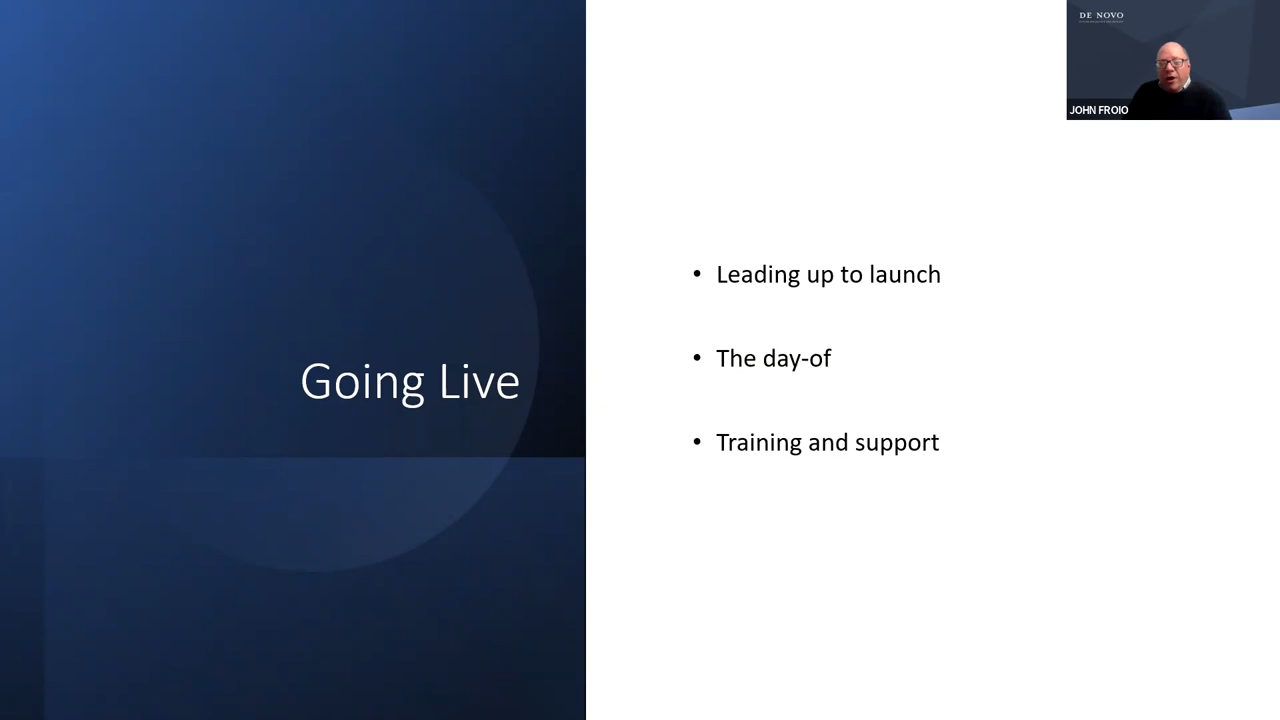 DE NOVO
JOHN FROIO
Going Live
• Leading up to launch
• The day-of
• Training and support